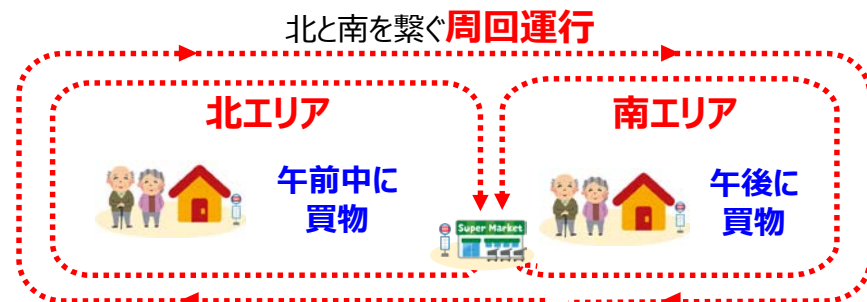 北と南を繋ぐ周回運行
北エリア
南エリア
午前中に
買物
午後に
買物
Super Market